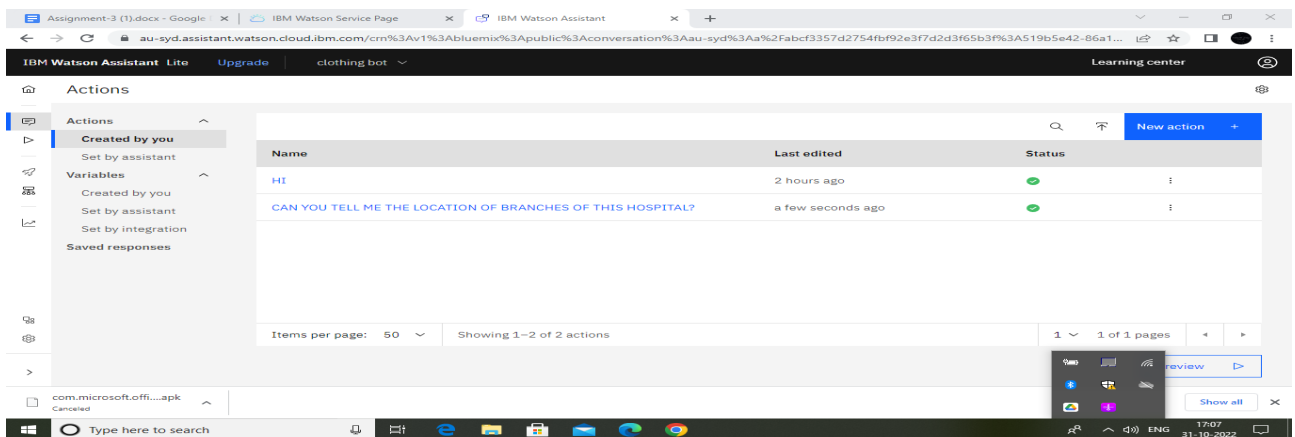 Assignment-3 (1).docx - Google
IBM Watson Service Page
IBM Watson Assistant
au-syd.assistant.watson.cloud.ibm.com/crn%3Av1%3Abluemix%3Apublic%3Aconversation%3Aau-syd%3Aa%2Fabcf3357d2754fbf92e3f7d2d3f65b3f%3A519b5e42-86a1...
IBM Watson Assistant Lite Upgrade clothing bot Learning center
Actions
Actions
Created by you
Set by assistant
Variables
Created by you
Set by assistant
Set by integration
Saved responses
New action +
Name Last edited Status
HI 2 hours ago
CAN YOU TELL ME THE LOCATION OF BRANCHES OF THIS HOSPITAL? a few seconds ago
Items per page: 50 Showing 1–2 of 2 actions 1 1 of 1 pages
review
com.microsoft.offi....apk
Canceled
Show all
Type here to search
ENG
17:07
31-10-2022